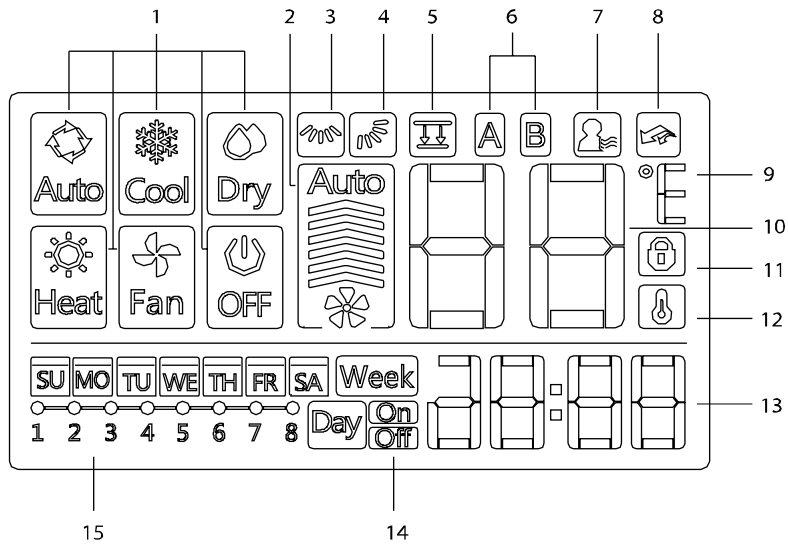 1 2 3 4 5 6 7 8
Auto Cool Dry Auto A B
9
10
Heat Fan OFF 11
12
SU MO TU WE TH FR SA Week
Day On 13
1 2 3 4 5 6 7 8 Off
15 14